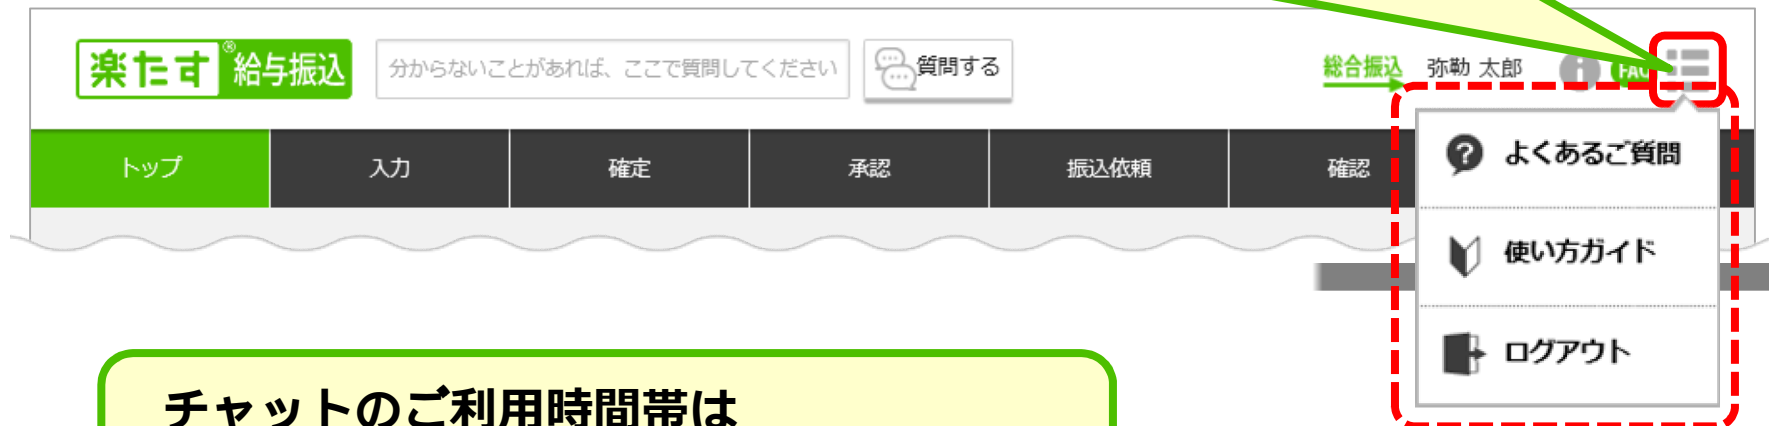 楽たす®給与振込
分からないことがあれば、ここで質問してください
質問する
総合振込
弥勒 太郎
i
FAQ
トップ
入力
確定
承認
振込依頼
確認
よくあるご質問
使い方ガイド
ログアウト
チャットのご利用時間帯は